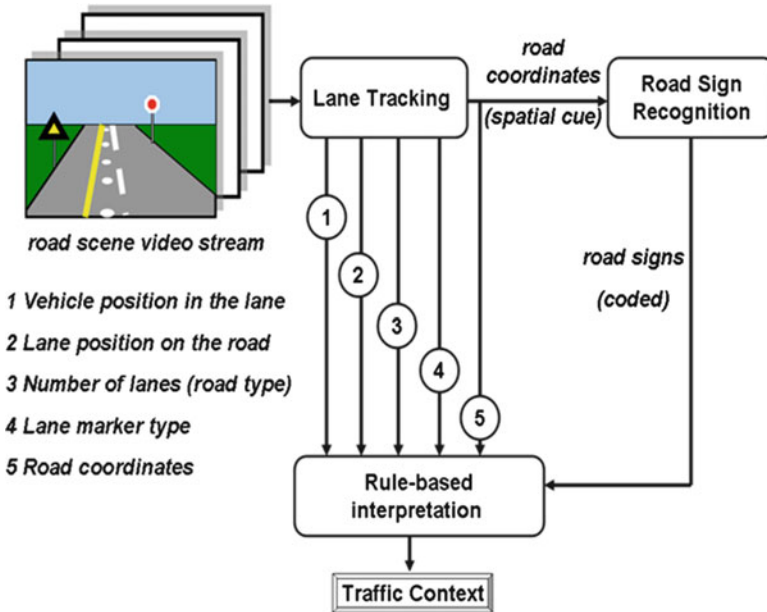 road
coordinates
(spatial cue)
Lane Tracking
Road Sign
Recognition
road scene video stream
1 Vehicle position in the lane
2 Lane position on the road
3 Number of lanes (road type)
4 Lane marker type
5 Road coordinates
1
2
3
4
5
road signs
(coded)
Rule-based
interpretation
Traffic Context